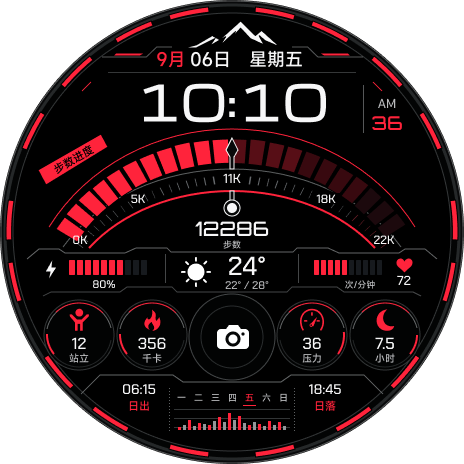 9月 06日 星期五
10:10
AM
36
步数进度
0K
5K
11K
18K
22K
12286
步数
80%
24°
22° / 28°
次/分钟
72
12
站立
356
千卡
36
压力
7.5
小时
06:15
日出
一 二 三 四 五 六 日
18:45
日落